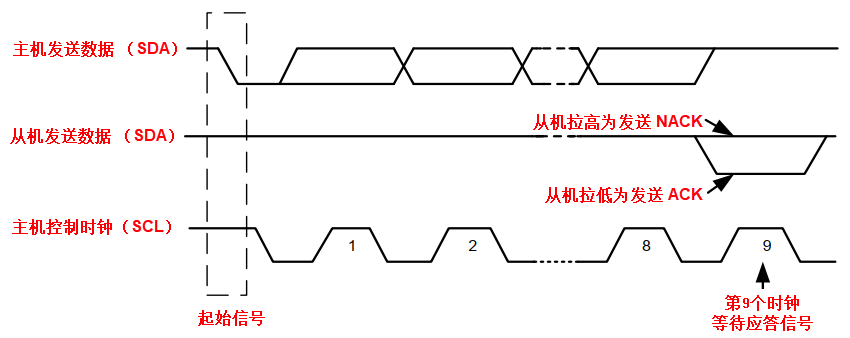 主机发送数据（SDA）
从机发送数据（SDA）
从机拉高为发送 NACK
从机拉低为发送 ACK
主机控制时钟（SCL）
1
2
8
9
起始信号
第9个时钟
等待应答信号